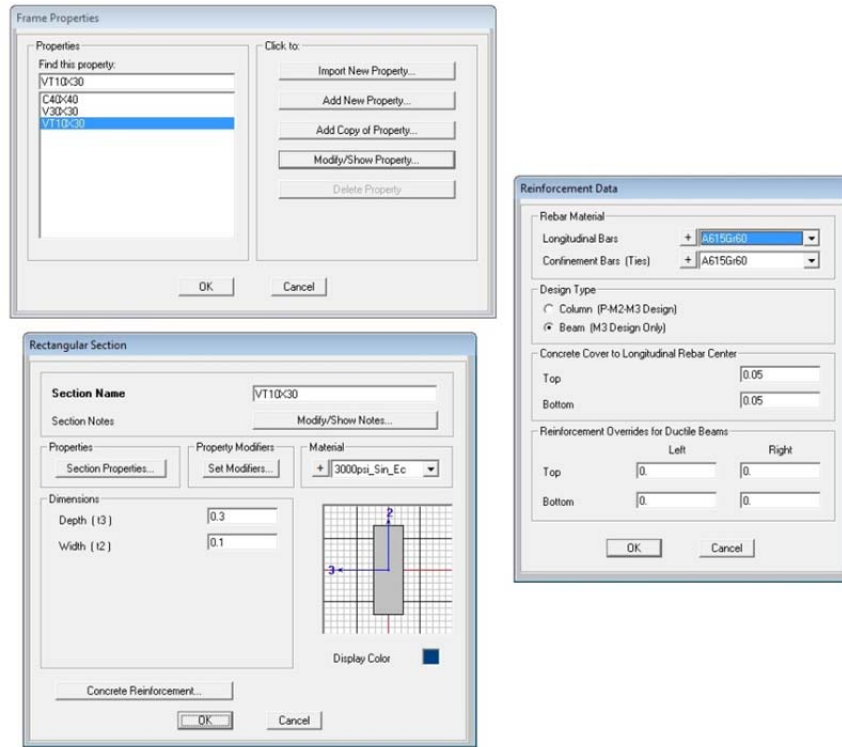 Frame Properties
Properties
Find this property:
VT10X30
C40X40
V30X30
VT10X30
Click to:
Import New Property...
Add New Property...
Add Copy of Property...
Modify/Show Property...
Delete Property
OK Cancel
Rectangular Section
Section Name VT10X30
Section Notes Modify/Show Notes...
Properties Property Modifiers Material
Section Properties... Set Modifiers... + 3000psi_Sin_Ec
Dimensions
Depth ( t3 ) 0.3
Width ( t2 ) 0.1
2
3
Display Color
Concrete Reinforcement...
OK Cancel
Reinforcement Data
Rebar Material
Longitudinal Bars + A615Gr60
Confinement Bars (Ties) + A615Gr60
Design Type
Column (P-M2-M3 Design)
Beam (M3 Design Only)
Concrete Cover to Longitudinal Rebar Center
Top 0.05
Bottom 0.05
Reinforcement Overrides for Ductile Beams
Left Right
Top 0. 0.
Bottom 0. 0.
OK Cancel